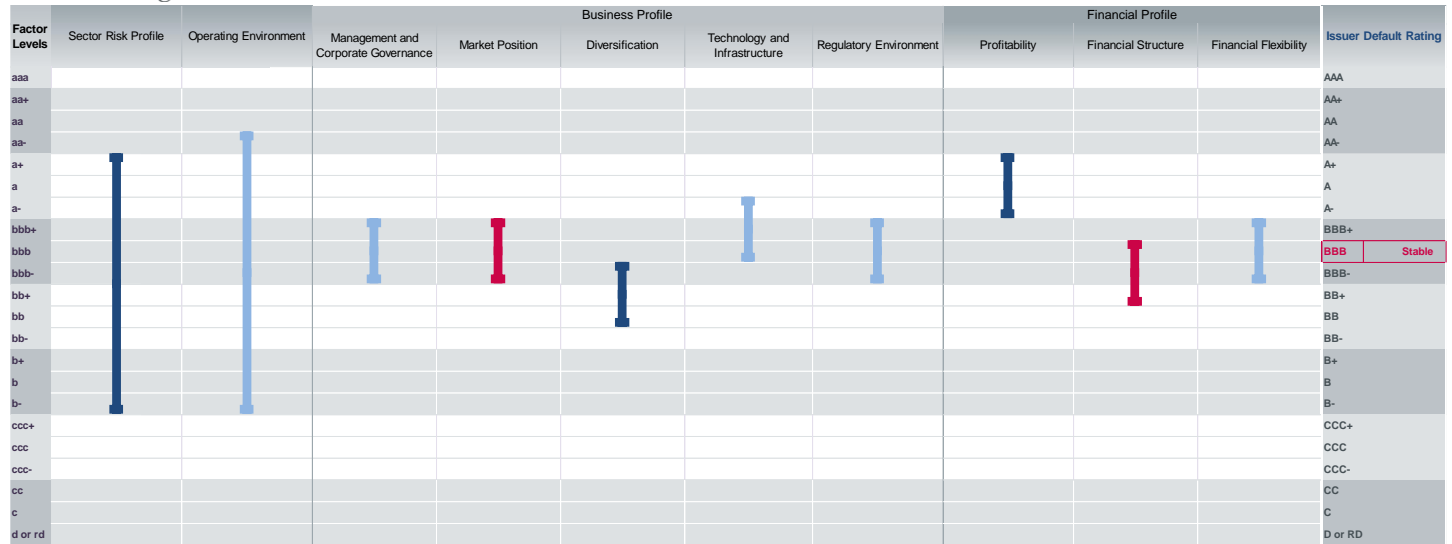 Business Profile
Financial Profile
Factor
Levels
Sector Risk Profile
Operating Environment
Management and
Corporate Governance
Market Position
Diversification
Technology and
Infrastructure
Regulatory Environment
Profitability
Financial Structure
Financial Flexibility
Issuer Default Rating
aaa AAA
aa+ AA+
aa AA
aa- AA-
a+ A+
a A
a- A-
bbb+ BBB+
bbb BBB Stable
bbb- BBB-
bb+ BB+
bb BB
bb- BB-
b+ B+
b B
b- B-
ccc+ CCC+
ccc CCC
ccc- CCC-
cc CC
c C
d or rd D or RD